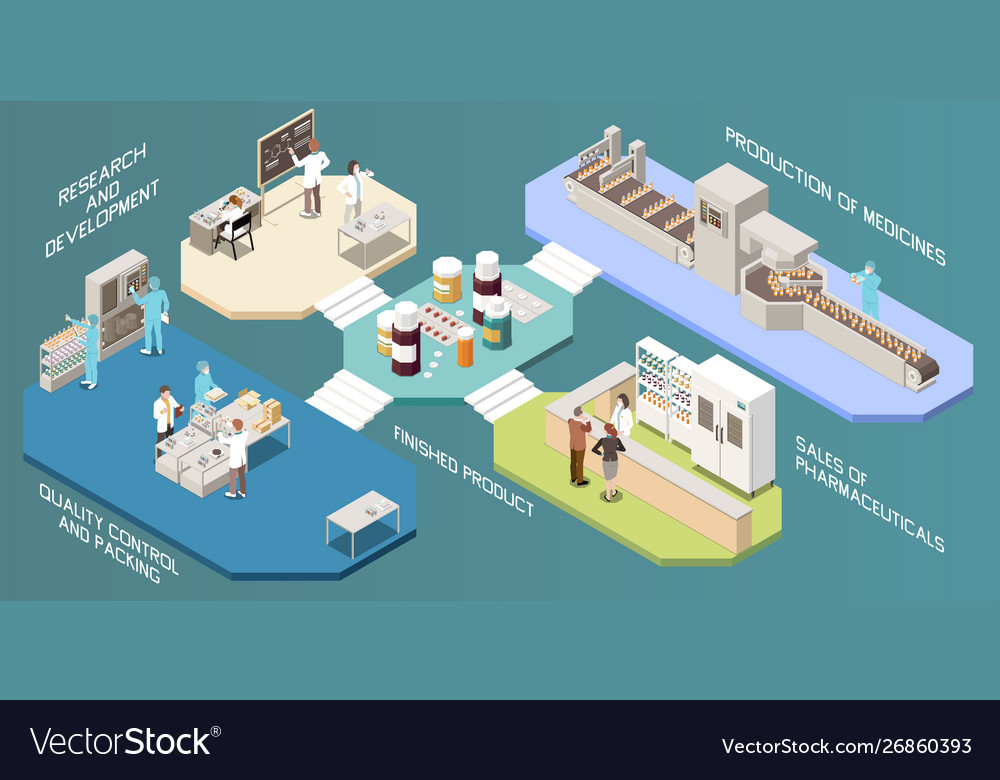 RESEARCH
AND
DEVELOPMENT
PRODUCTION OF MEDICINES
FINISHED PRODUCT
QUALITY CONTROL
AND PACKING
SALES OF
PHARMACEUTICALS
VectorStock®
VectorStock.com/26860393